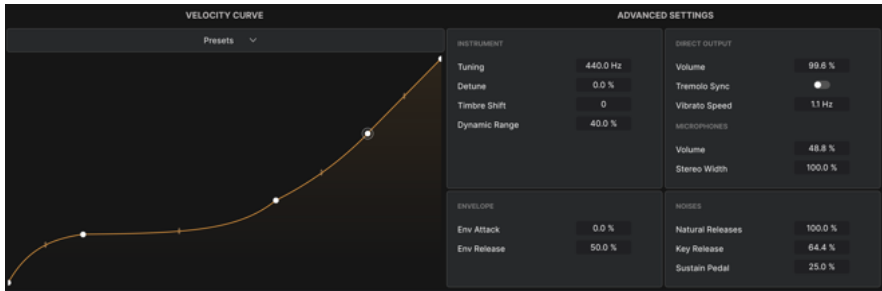 VELOCITY CURVE
Presets
ADVANCED SETTINGS
INSTRUMENT
Tuning 440.0 Hz
Detune 0.0 %
Timbre Shift 0
Dynamic Range 40.0 %
DIRECT OUTPUT
Volume 99.6 %
Tremolo Sync
Vibrato Speed 1.1 Hz
MICROPHONES
Volume 48.8 %
Stereo Width 100.0 %
ENVELOPE
Env Attack 0.0 %
Env Release 50.0 %
NOISES
Natural Releases 100.0 %
Key Release 64.4 %
Sustain Pedal 25.0 %